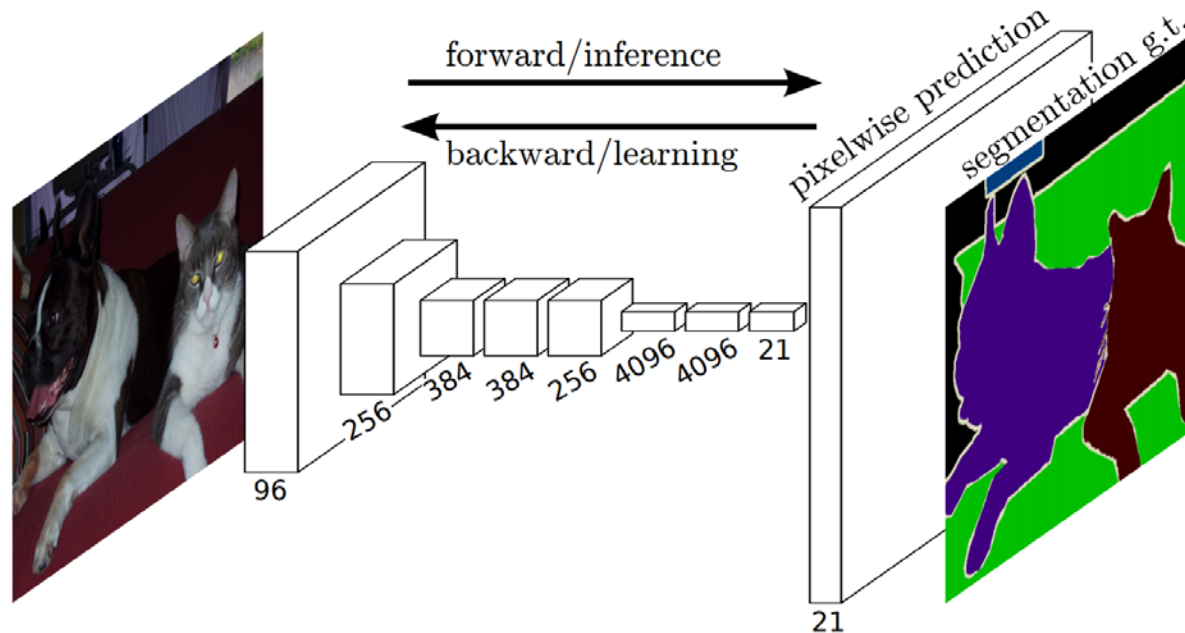 forward/inference
backward/learning
pixelwise prediction
segmentation g.t.
96
256
384
384
256
4096
4096
21
21